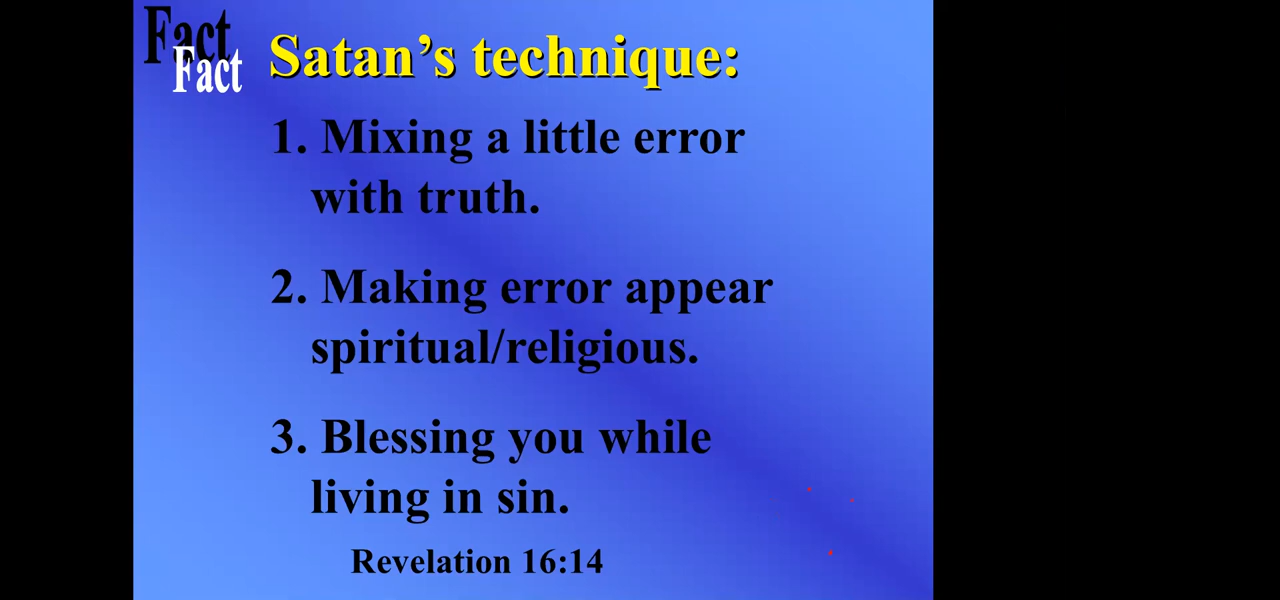 Fact
Fact
Satan's technique:
1. Mixing a little error
with truth.
2. Making error appear
spiritual/religious.
3. Blessing you while
living in sin.
Revelation 16:14